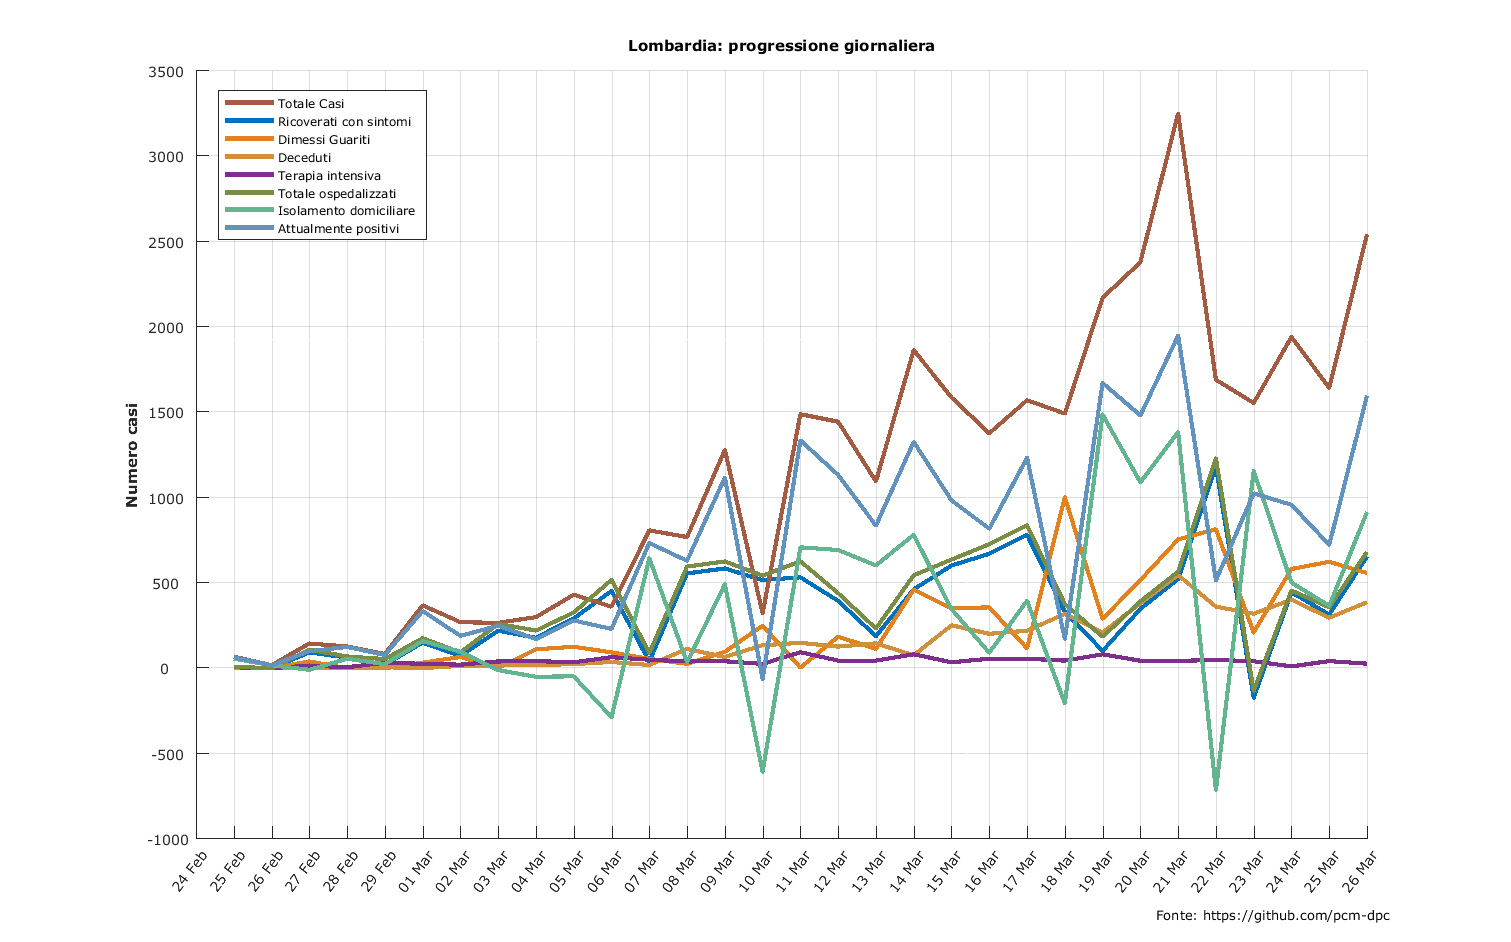 Lombardia: progressione giornaliera
3500
3000
2500
2000
1500
1000
500
0
-500
-1000
Numero casi
Totale Casi
Ricoverati con sintomi
Dimessi Guariti
Deceduti
Terapia intensiva
Totale ospedalizzati
Isolamento domiciliare
Attualmente positivi
24 Feb
25 Feb
26 Feb
27 Feb
28 Feb
29 Feb
01 Mar
02 Mar
03 Mar
04 Mar
05 Mar
06 Mar
07 Mar
08 Mar
09 Mar
10 Mar
11 Mar
12 Mar
13 Mar
14 Mar
15 Mar
16 Mar
17 Mar
18 Mar
19 Mar
20 Mar
21 Mar
22 Mar
23 Mar
24 Mar
25 Mar
26 Mar
Fonte: https://github.com/pcm-dpc